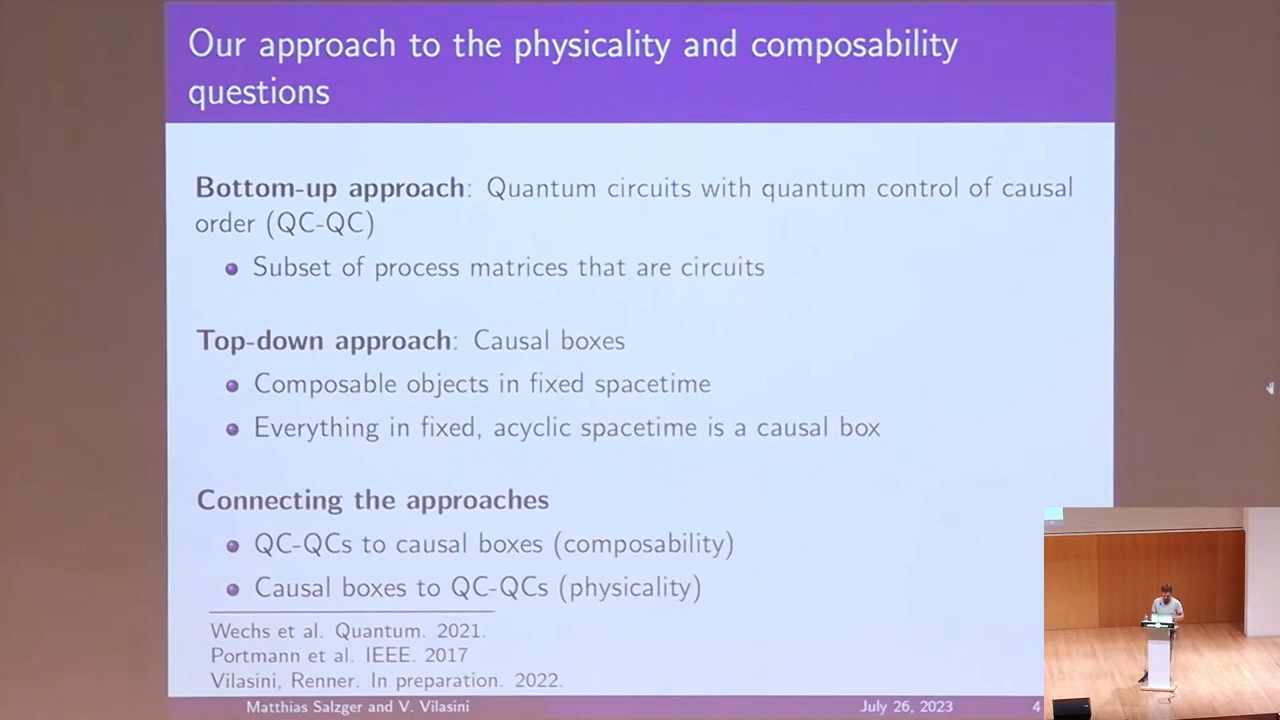 Our approach to the physicality and composability
questions
Bottom-up approach: Quantum circuits with quantum control of causal
order (QC-QC)
Subset of process matrices that are circuits
Top-down approach: Causal boxes
Composable objects in fixed spacetime
Everything in fixed, acyclic spacetime is a causal box
Connecting the approaches
QC-QCs to causal boxes (composability)
Causal boxes to QC-QCs (physicality)
Wechs et al. Quantum. 2021.
Portmann et al. IEEE. 2017
Vilasini, Renner. In preparation. 2022.
Matthias Salzger and V. Vilasini July 26, 2023 4